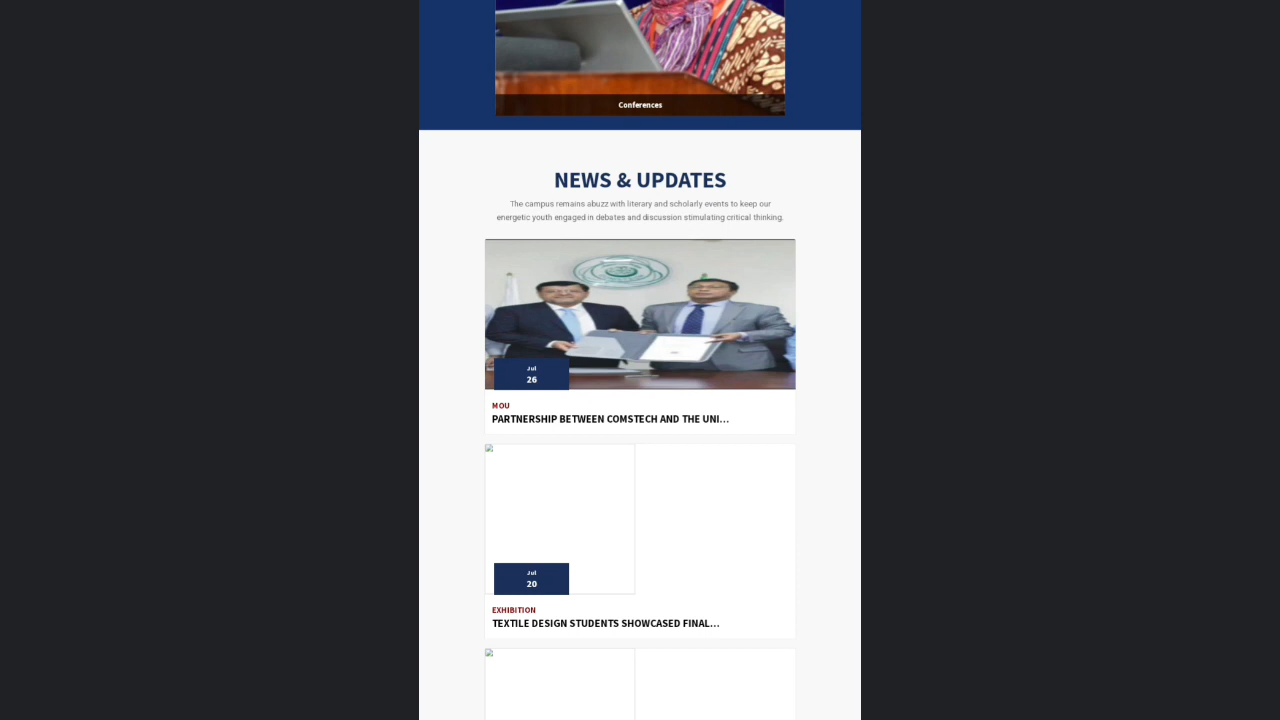 Conferences
NEWS & UPDATES
The campus remains abuzz with literary and scholarly events to keep our
energetic youth engaged in debates and discussion stimulating critical thinking.
Jul
26
MOU
PARTNERSHIP BETWEEN COMSTECH AND THE UNI...
Jul
20
EXHIBITION
TEXTILE DESIGN STUDENTS SHOWCASED FINAL...